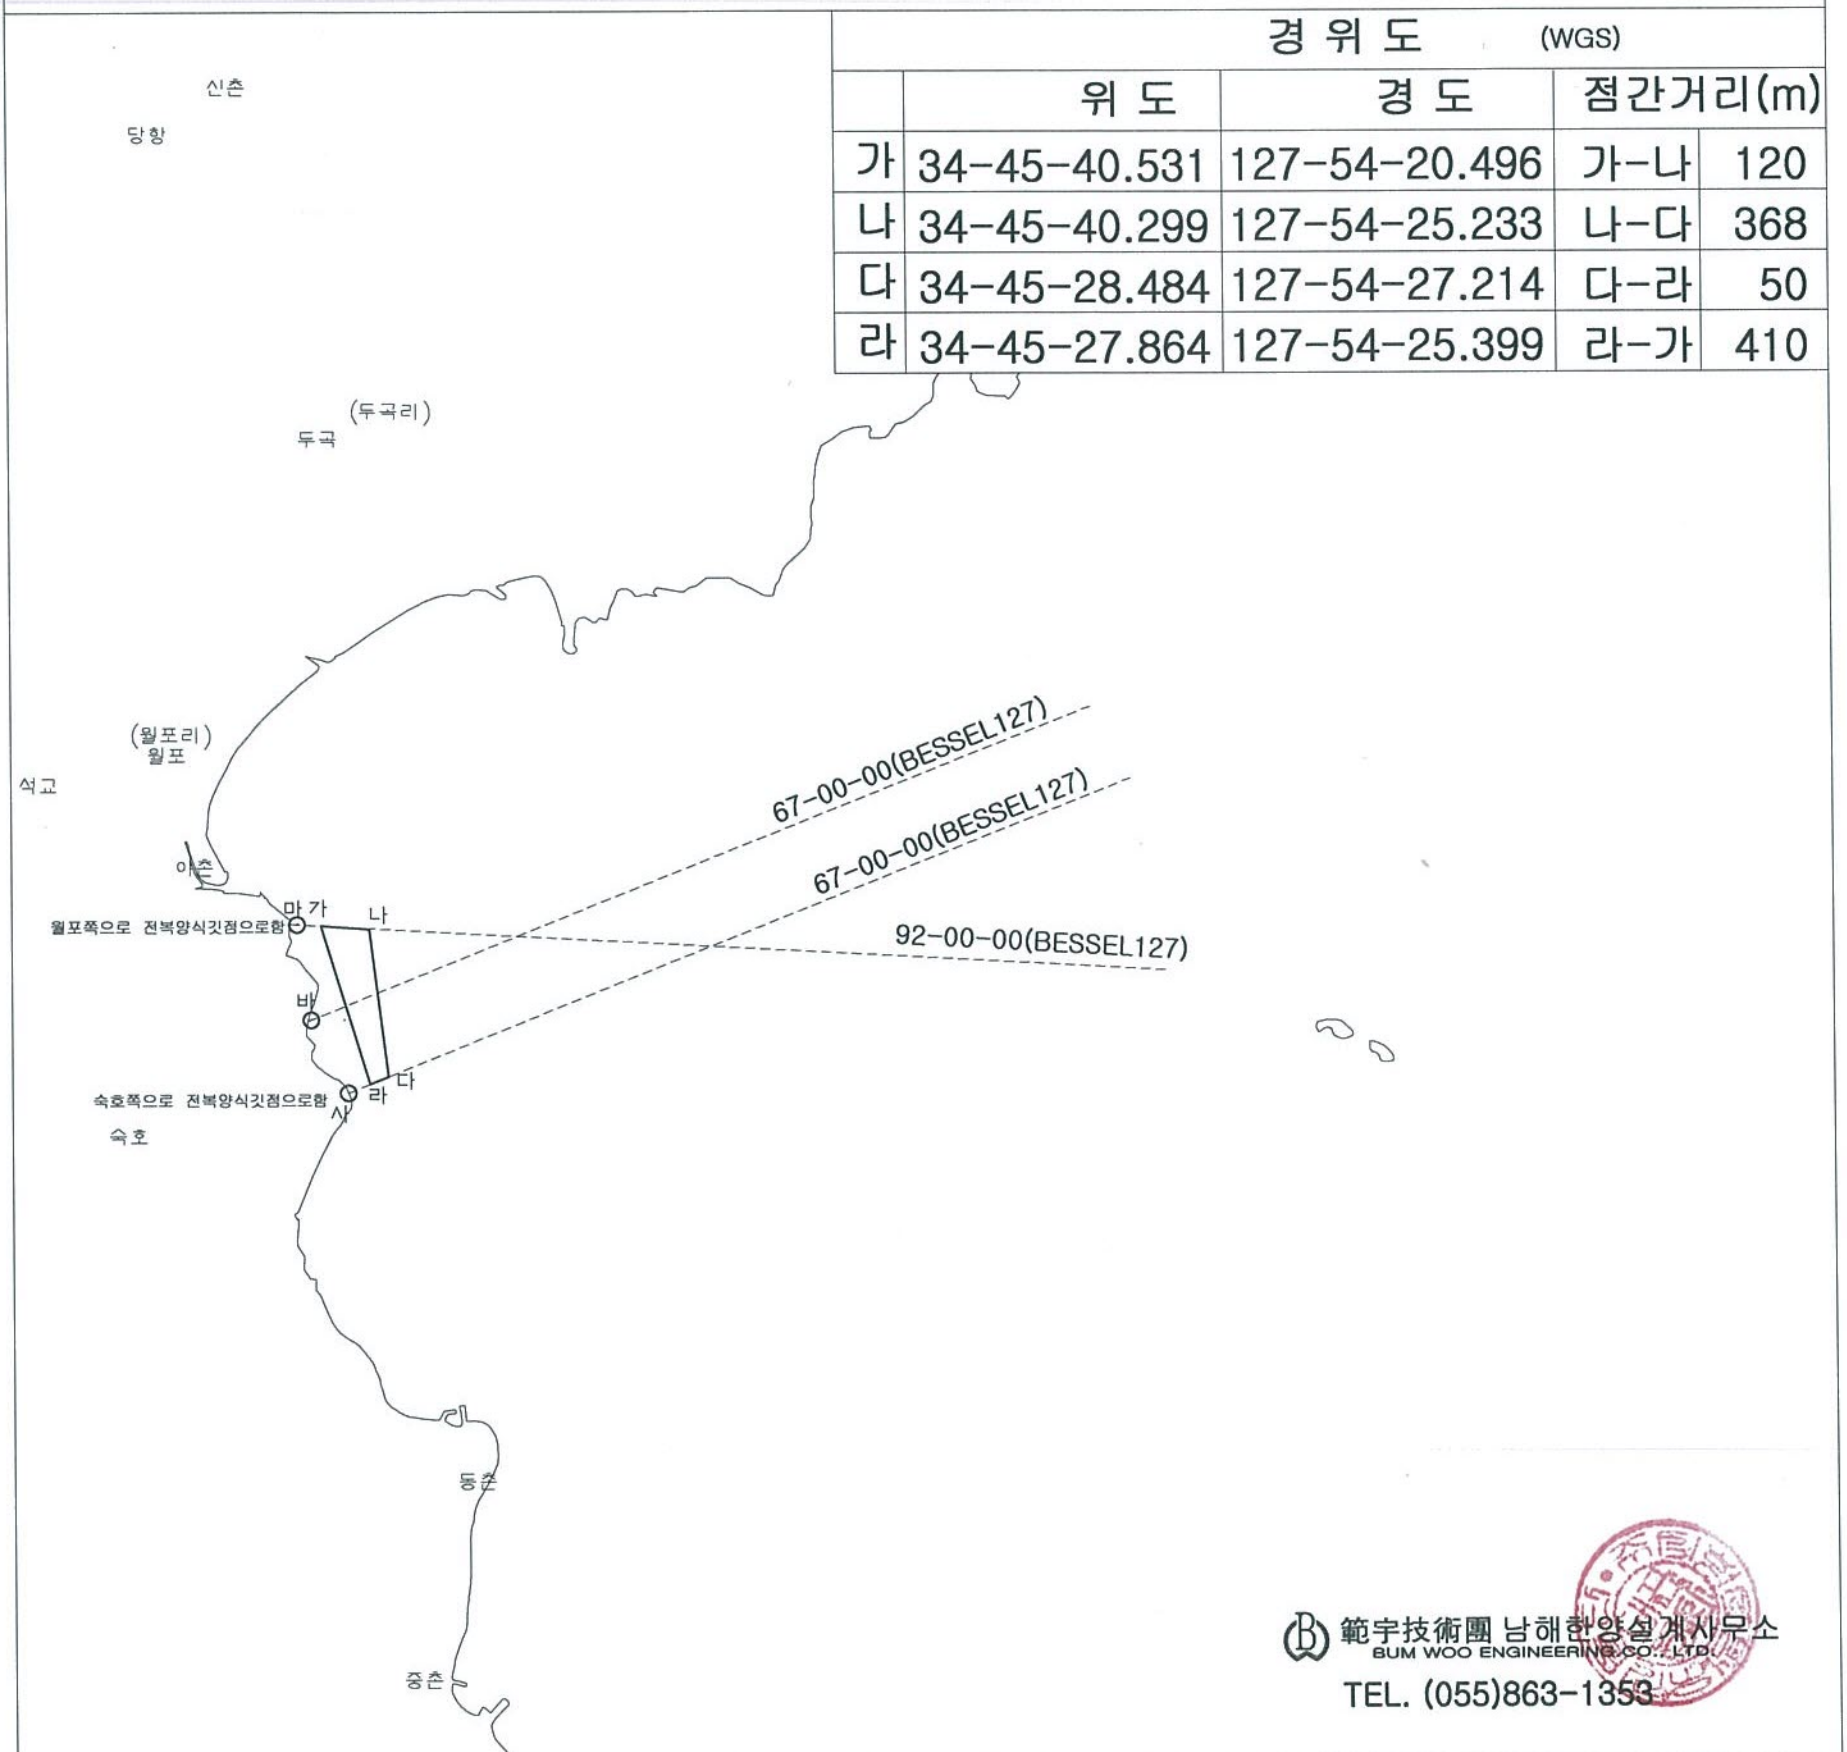 경 위 도 (WGS)
위 도 경 도 점간거리(m)
가 34-45-40.531 127-54-20.496 가-나 120
나 34-45-40.299 127-54-25.233 나-다 368
다 34-45-28.484 127-54-27.214 다-라 50
라 34-45-27.864 127-54-25.399 라-가 410
신촌
당항
(두곡리)
두곡
(월포리)
월포
석교
67-00-00(BESSEL127)
67-00-00(BESSEL127)
마 가 나
월포쪽으로 전복양식깃점으로함
92-00-00(BESSEL127)
바
다
라
숙호쪽으로 전복양식깃점으로함
사
숙호
동촌
중촌
範宇技術團 남해한양설계사무소
BUM WOO ENGINEERING CO., LTD.
TEL. (055)863-1353